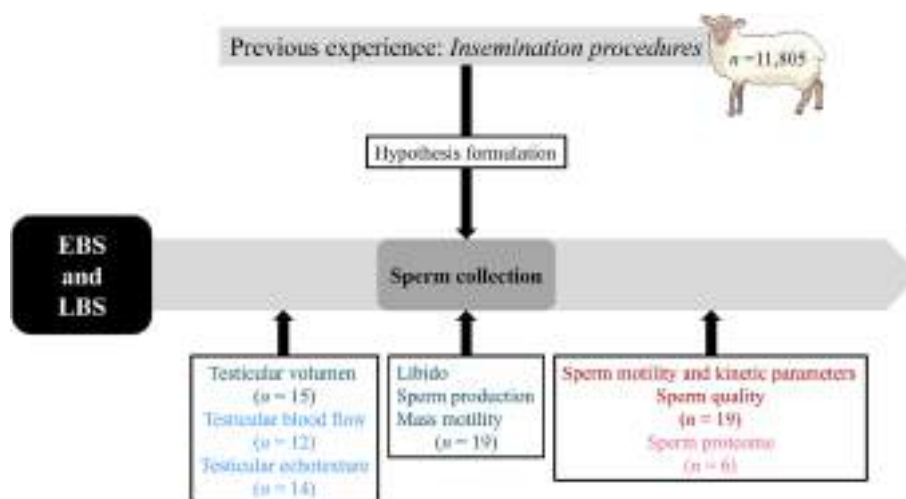 Previous experience: Insemination procedures
n =11,805
Hypothesis formulation
EBS
and
LBS
Sperm collection
Testicular volumen
(n = 15)
Testicular blood flow
(n = 12)
Testicular echotexture
(n = 14)
Libido
Sperm production
Mass motility
(n = 19)
Sperm motility and kinetic parameters
Sperm quality
(n = 19)
Sperm proteome
(n = 6)